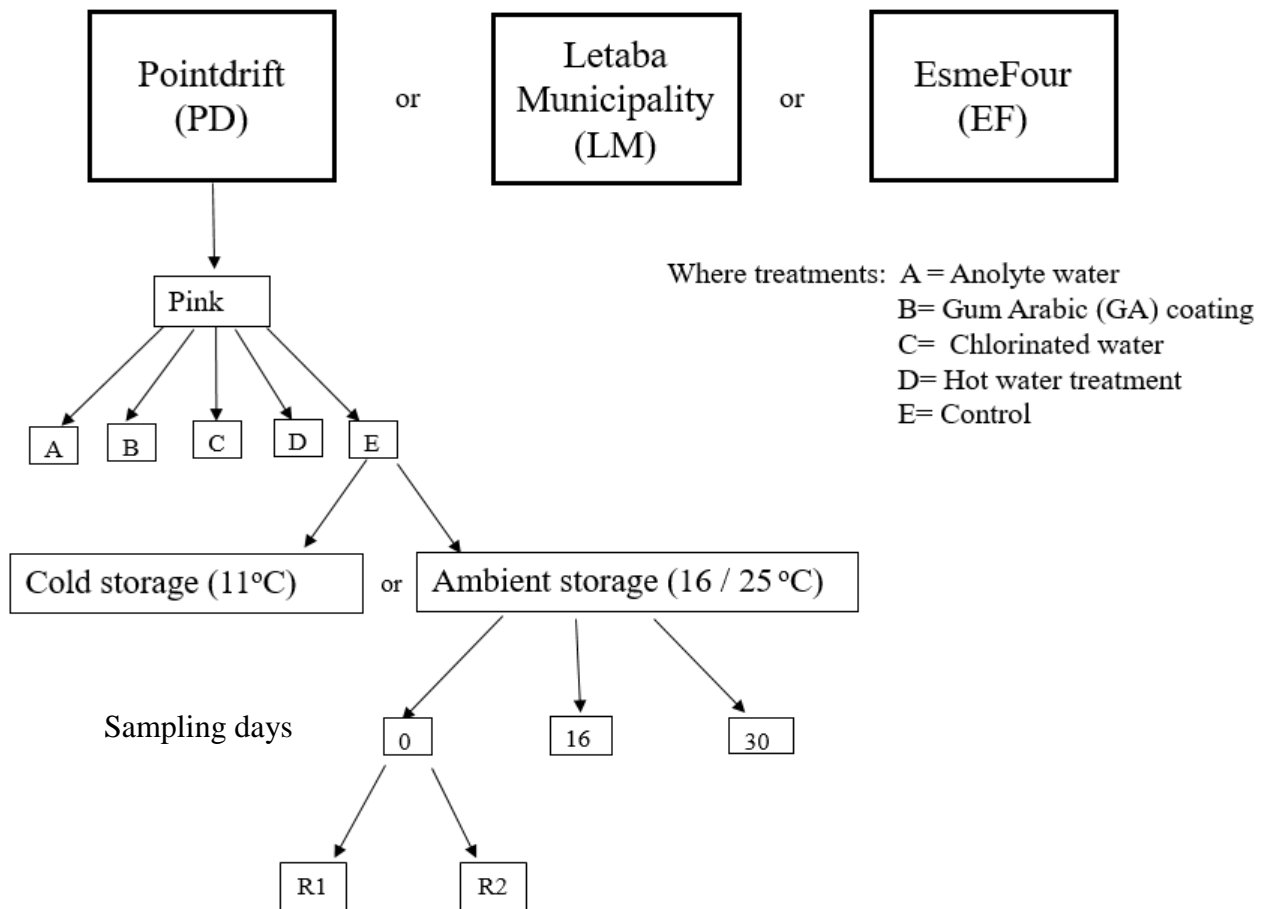 Pointdrift
(PD)
or
Letaba
Municipality
(LM)
or
EsmeFour
(EF)
Pink
Where treatments: A = Anolyte water
B= Gum Arabic (GA) coating
C= Chlorinated water
D= Hot water treatment
E= Control
A
B
C
D
E
Cold storage (11°C)
or
Ambient storage (16 / 25 °C)
Sampling days
0
16
30
R1
R2